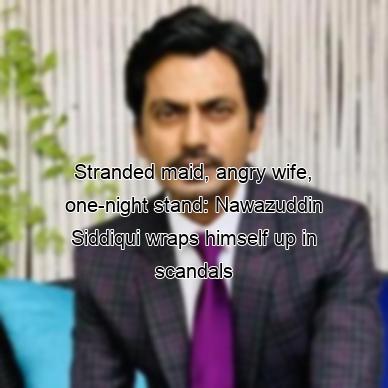 Stranded maid, angry wife,
one-night stand: Nawazuddin
Siddiqui wraps himself up in
scandals